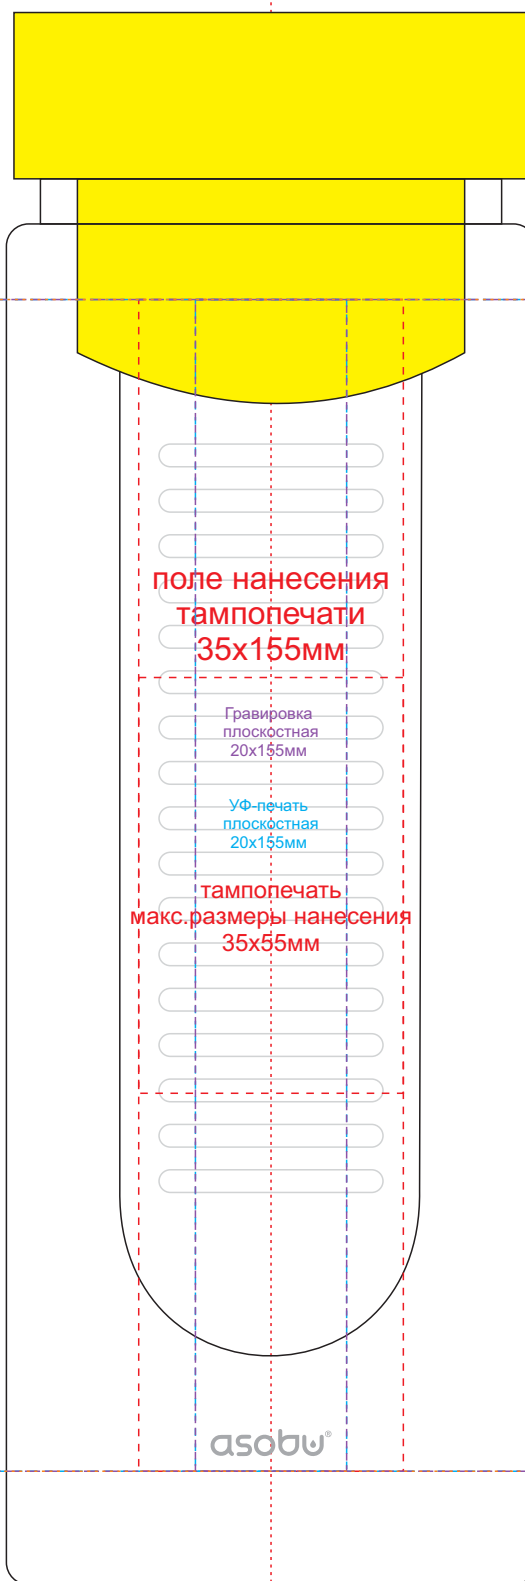 поле нанесения
тампопечати
35х155мм
Гравировка
плоскостная
20х155мм
УФ-печать
плоскостная
20х155мм
тампопечать
макс.размеры нанесения
35х55мм
asobu®